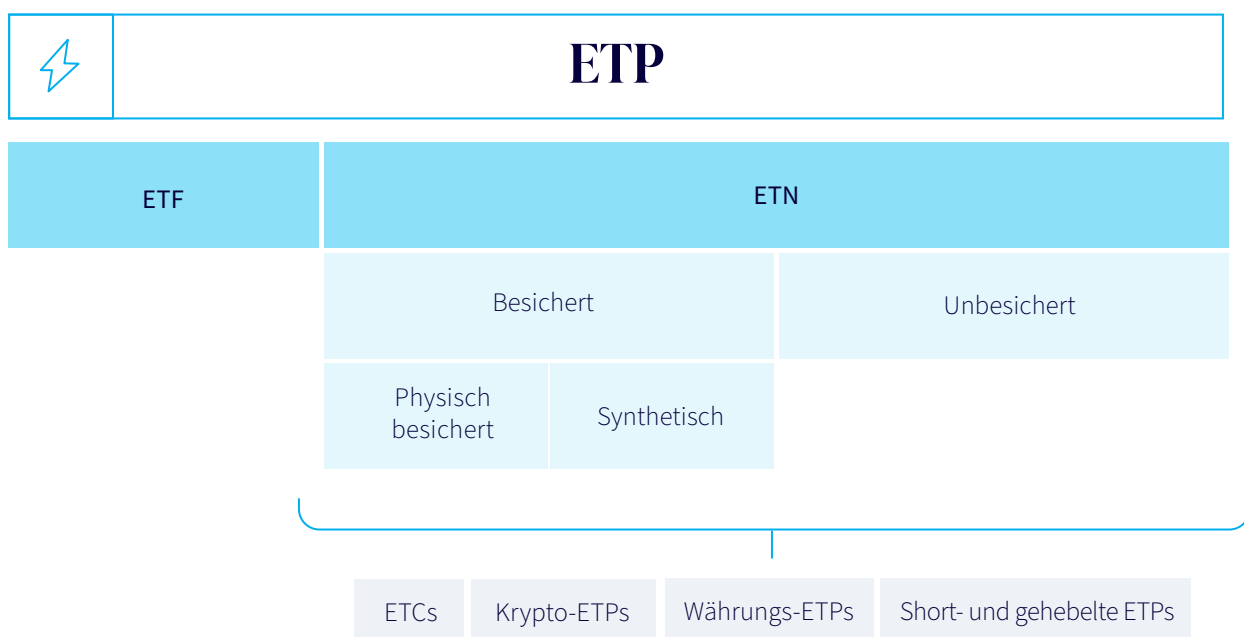 ETP
ETF
ETN
Besichert
Unbesichert
Physisch
besichert
Synthetisch
ETCs
Krypto-ETPs
Währungs-ETPs
Short- und gehebelte ETPs